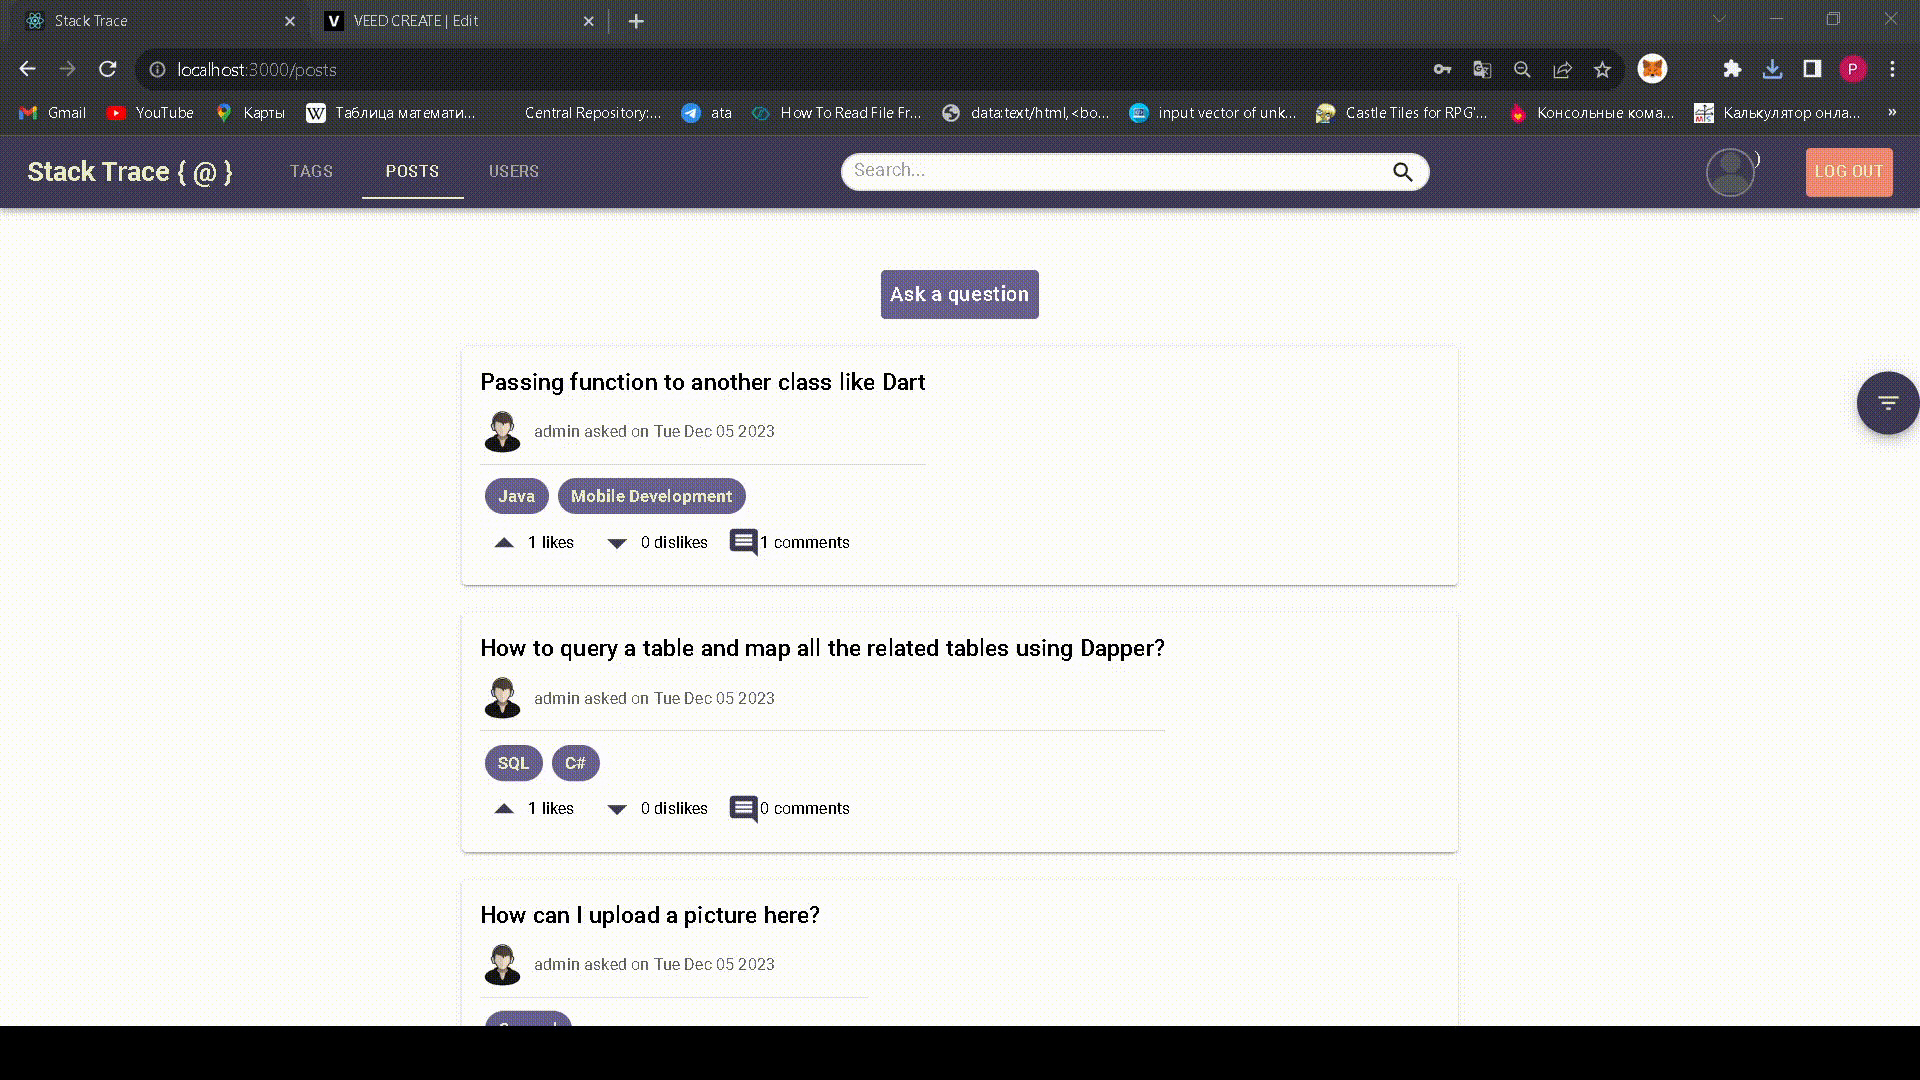 Stack Trace
VEED CREATE | Edit
localhost:3000/posts
P
Gmail
YouTube
Карты
W
Таблица математи...
Central Repository:...
ata
How To Read File Fr...
data:text/html,<bo...
input vector of unk...
Castle Tiles for RPG'...
Консольные кома...
Калькулятор онла...
»
Stack Trace { @ }
TAGS
POSTS
USERS
Search...
)
LOG OUT
Ask a question
Passing function to another class like Dart
admin asked on Tue Dec 05 2023
Java
Mobile Development
1 likes
0 dislikes
1 comments
How to query a table and map all the related tables using Dapper?
admin asked on Tue Dec 05 2023
SQL
C#
1 likes
0 dislikes
0 comments
How can I upload a picture here?
admin asked on Tue Dec 05 2023